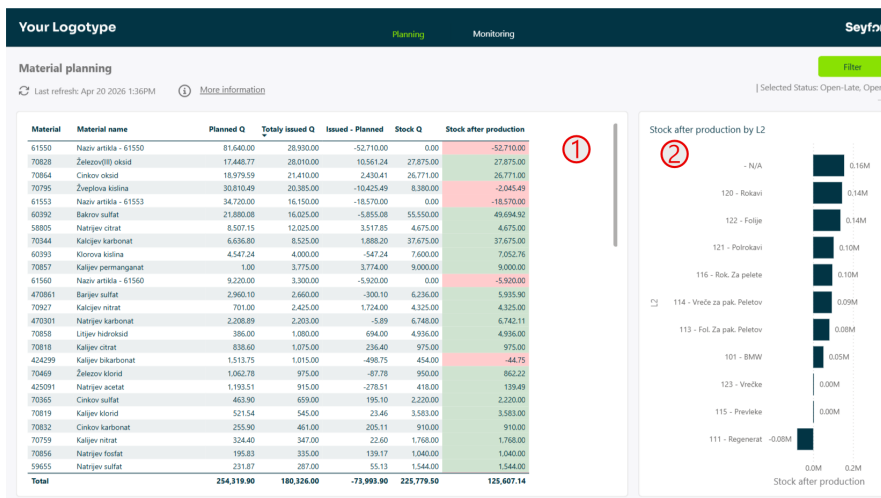 Your Logotype
Planning
Monitoring
Material planning
Filter
Last refresh: Apr 20 2026 1:36PM
More information
| Selected Status: Open-Late,
Material Material name Planned Q Totaly issued Q Issued - Planned Stock Q Stock after production
61550 Naziv artikla - 61550 81,640.00 28,930.00 -52,710.00 0.00 -52,710.00
70828 Železov(III) oksid 17,448.77 28,010.00 10,561.24 27,875.00 27,875.00
70864 Cinkov oksid 18,979.59 21,410.00 2,430.41 26,771.00 26,771.00
70795 Žveplova kislina 30,810.49 20,385.00 -10,425.49 8,380.00 -2,045.49
61553 Naziv artikla - 61553 34,720.00 16,150.00 -18,570.00 0.00 -18,570.00
60392 Bakrov sulfat 21,880.08 16,025.00 -5,855.08 55,550.00 49,694.92
58805 Natrijev citrat 8,507.15 12,025.00 3,517.85 4,675.00 4,675.00
70344 Kalcijev karbonat 6,636.80 8,525.00 1,888.20 37,675.00 37,675.00
60393 Klorova kislina 4,547.24 4,000.00 -547.24 7,600.00 7,052.76
70857 Kalijev permanganat 1.00 3,775.00 3,774.00 9,000.00 9,000.00
61560 Naziv artikla - 61560 9,220.00 3,300.00 -5,920.00 0.00 -5,920.00
470861 Barijev sulfat 2,960.10 2,660.00 -300.10 6,236.00 5,935.90
70927 Kalcijev nitrat 701.00 2,425.00 1,724.00 4,325.00 4,325.00
470301 Natrijev karbonat 2,208.89 2,203.00 -5.89 6,748.00 6,742.11
70858 Litijev hidroksid 386.00 1,080.00 694.00 4,936.00 4,936.00
70818 Kalijev citrat 838.60 1,075.00 236.40 975.00 975.00
424299 Kalijev bikarbonat 1,513.75 1,015.00 -498.75 454.00 -44.75
70469 Železov klorid 1,062.78 975.00 -87.78 950.00 862.22
425091 Natrijev acetat 1,193.51 915.00 -278.51 418.00 139.49
70365 Cinkov sulfat 463.90 659.00 195.10 2,220.00 2,220.00
70819 Kalijev klorid 521.54 545.00 23.46 3,583.00 3,583.00
70832 Cinkov karbonat 255.90 461.00 205.11 910.00 910.00
70759 Kalijev nitrat 324.40 347.00 22.60 1,768.00 1,768.00
70856 Natrijev fosfat 195.83 335.00 139.17 1,040.00 1,040.00
59655 Natrijev sulfat 231.87 287.00 55.13 1,544.00 1,544.00
Total 254,319.90 180,326.00 -73,993.90 225,779.50 125,607.14
1
Stock after production by L2
2
- N/A 0.16M
120 - Rokavi 0.14M
122 - Folije 0.14M
121 - Polrokavi 0.10M
116 - Rok. Za pelete 0.10M
L2
114 - Vreče za pak. Peletov 0.09M
113 - Fol. Za pak. Peletov 0.08M
101 - BMW 0.05M
123 - Vrečke 0.00M
115 - Prevleke 0.00M
111 - Regenerat -0.08M
0.0M 0.2M
Stock after production